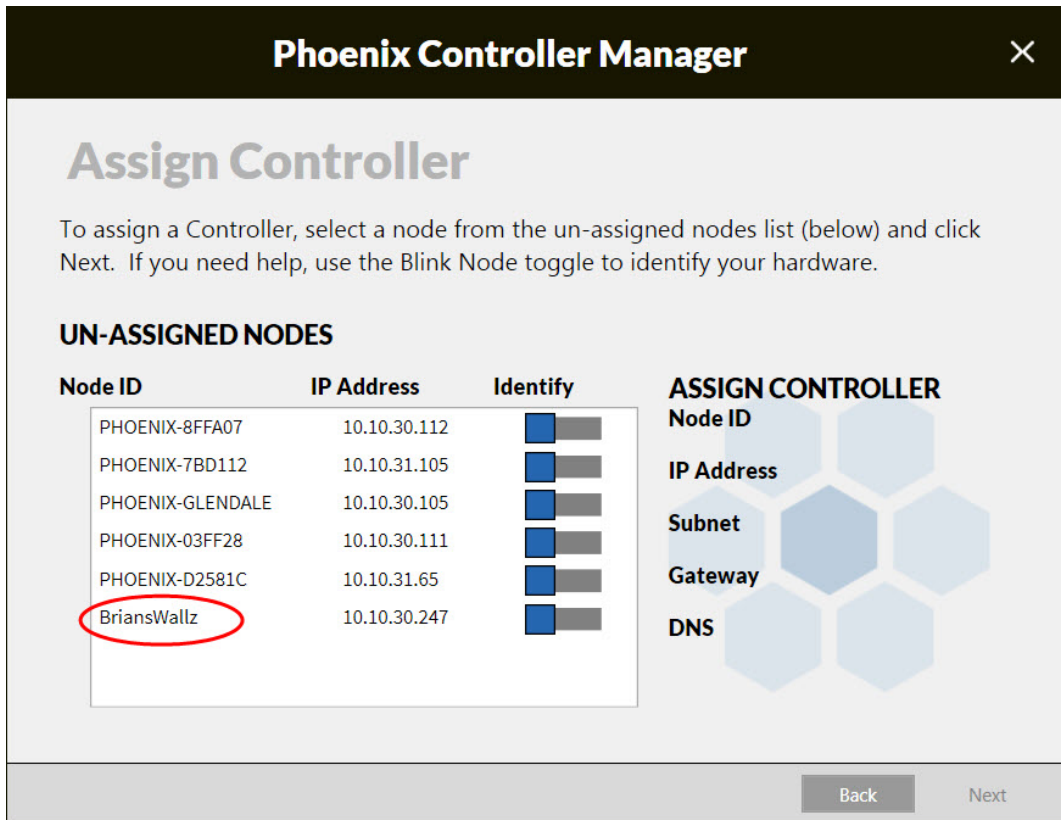 Phoenix Controller Manager
Assign Controller
To assign a Controller, select a node from the un-assigned nodes list (below) and click
Next. If you need help, use the Blink Node toggle to identify your hardware.
UN-ASSIGNED NODES
Node ID IP Address Identify
PHOENIX-8FFA07 10.10.30.112
PHOENIX-7BD112 10.10.31.105
PHOENIX-GLENDALE 10.10.30.105
PHOENIX-03FF28 10.10.30.111
PHOENIX-D2581C 10.10.31.65
BriansWallz 10.10.30.247
ASSIGN CONTROLLER
Node ID
IP Address
Subnet
Gateway
DNS
Back Next